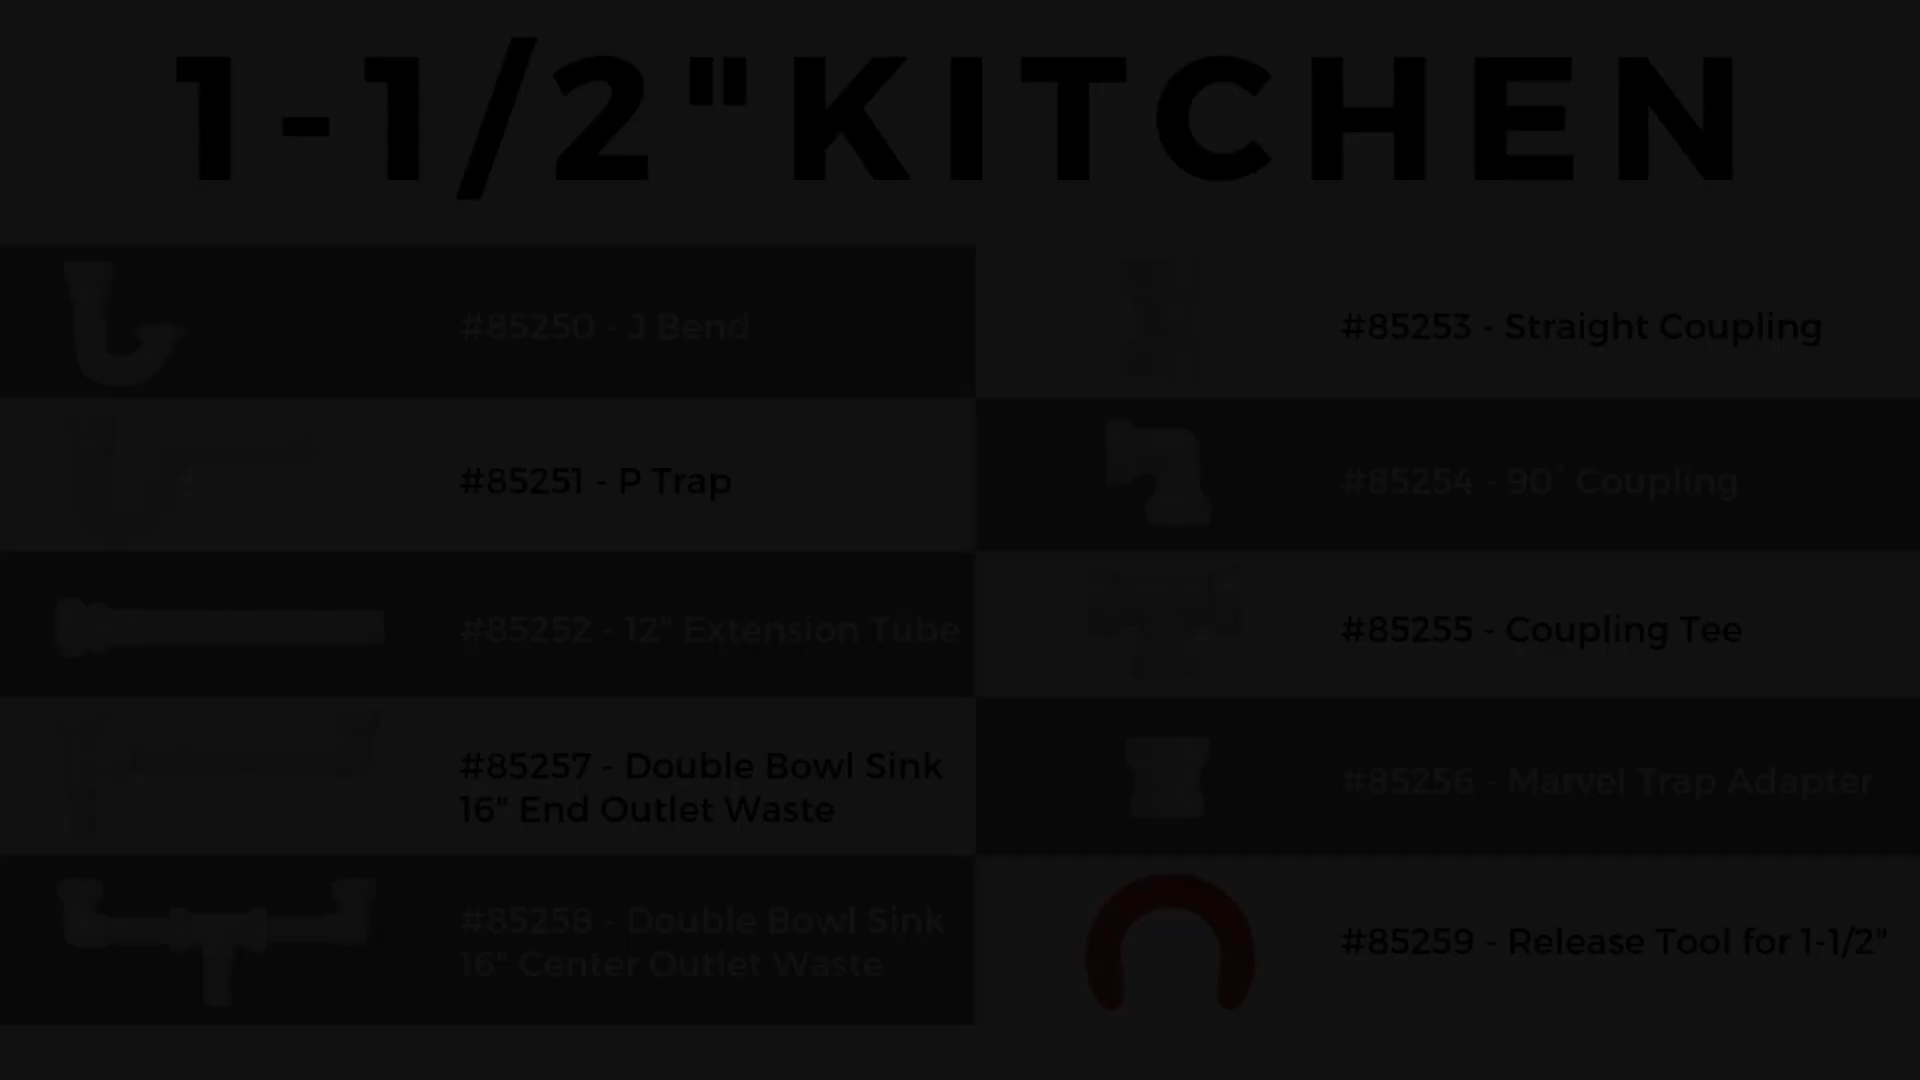 1-1/2"KITCHEN
#85250 - J Bend
#85251 - P Trap
#85252 - 12" Extension Tube
#85257 - Double Bowl Sink
16" End Outlet Waste
#85258 - Double Bowl Sink
16" Center Outlet Waste
#85253 - Straight Coupling
#85254 - 90° Coupling
#85255 - Coupling Tee
#85256 - Marvel Trap Adapter
#85259 - Release Tool for 1-1/2"